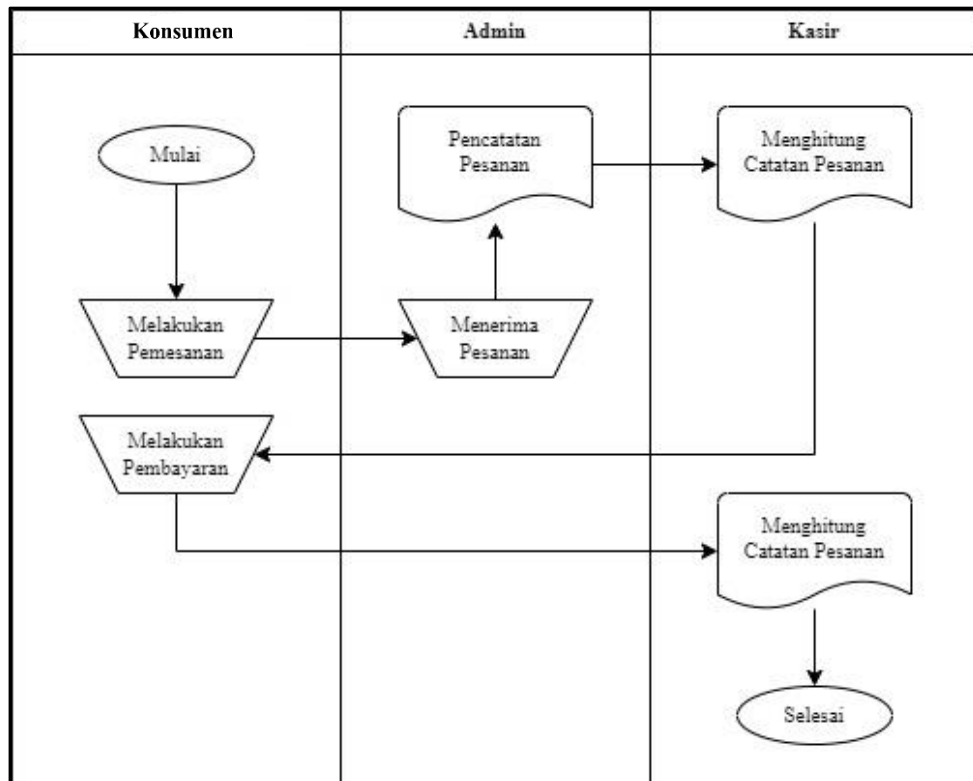 Konsumen
Admin
Kasir
Mulai
Pencatatan
Pesanan
Menghitung
Catatan Pesanan
Melakukan
Pemesanan
Menerima
Pesanan
Melakukan
Pembayaran
Menghitung
Catatan Pesanan
Selesai